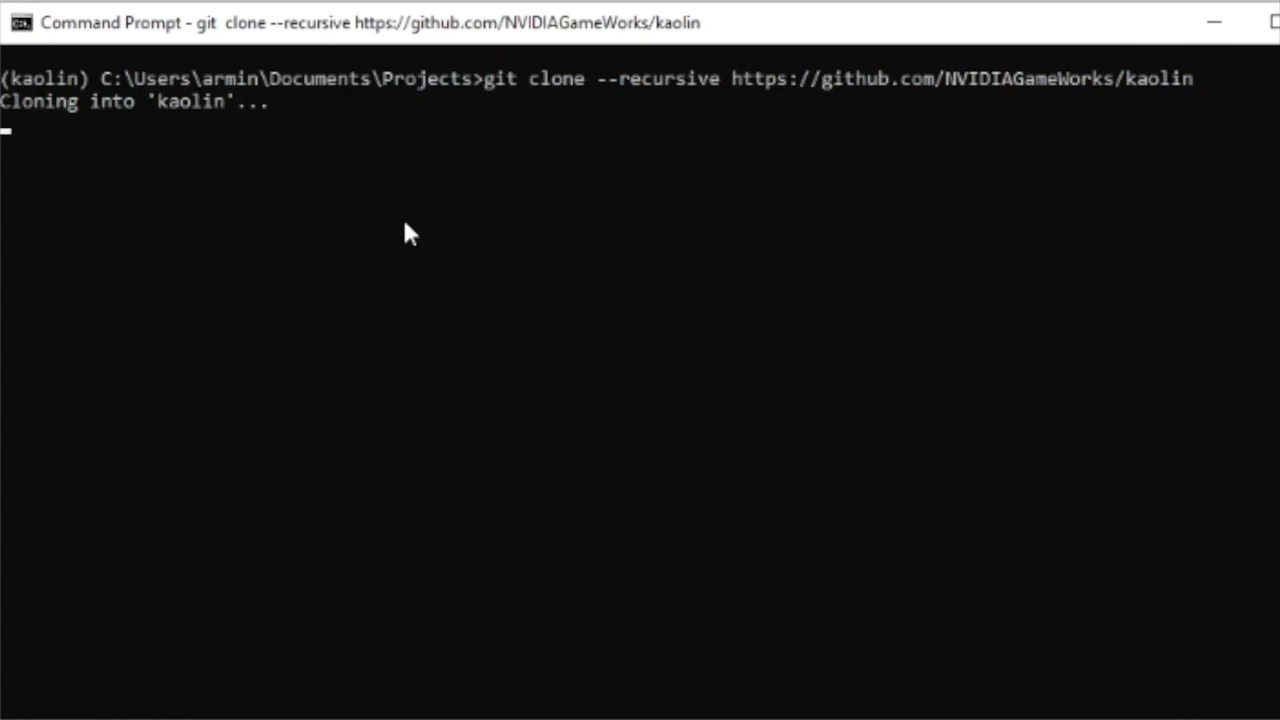 Command Prompt - git  clone --recursive https://github.com/NVIDIAGameWorks/kaolin
(kaolin) C:\Users\armin\Documents\Projects>git clone --recursive https://github.com/NVIDIAGameWorks/kaolin
Cloning into 'kaolin'...